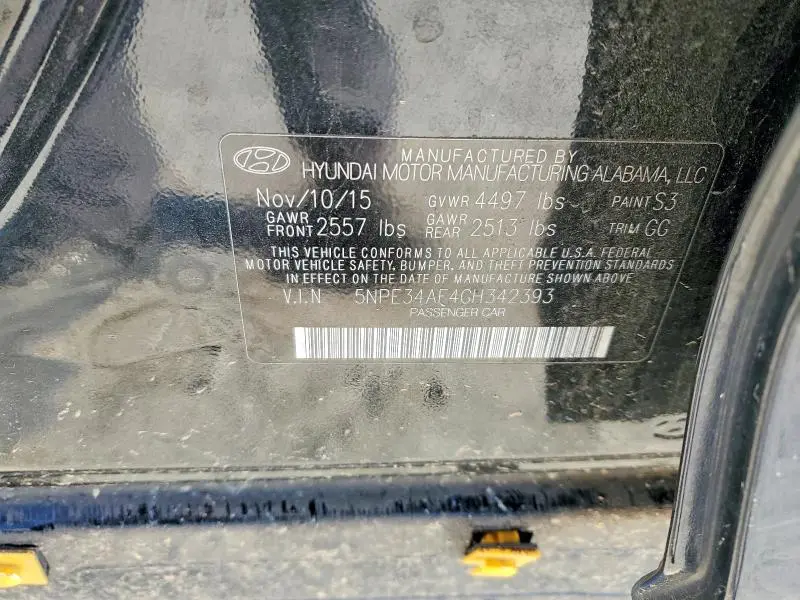 MANUFACTURED BY
HYUNDAI MOTOR MANUFACTURING ALABAMA, LLC
Nov/10/15 GVWR 4497 lbs PAINT S3
GAWR FRONT 2557 lbs GAWR REAR 2513 lbs TRIM GG
THIS VEHICLE CONFORMS TO ALL APPLICABLE U.S.A. FEDERAL
MOTOR VEHICLE SAFETY, BUMPER, AND THEFT PREVENTION STANDARDS
IN EFFECT ON THE DATE OF MANUFACTURE SHOWN ABOVE
V.I.N 5NPE34AF4GH342393
PASSENGER CAR